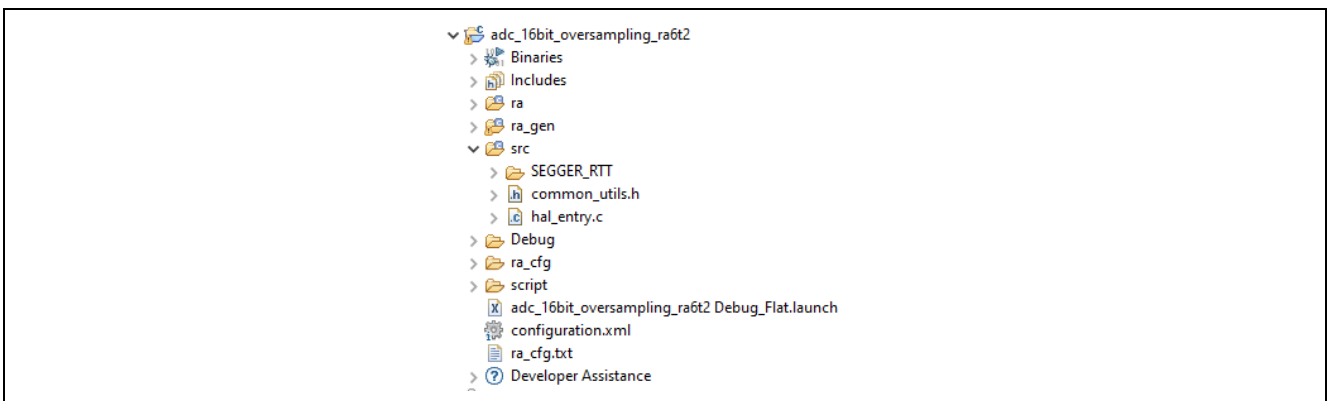 adc_16bit_oversampling_ra6t2
Binaries
Includes
ra
ra_gen
src
SEGGER_RTT
common_utils.h
hal_entry.c
Debug
ra_cfg
script
adc_16bit_oversampling_ra6t2 Debug_Flat.launch
configuration.xml
ra_cfg.txt
Developer Assistance